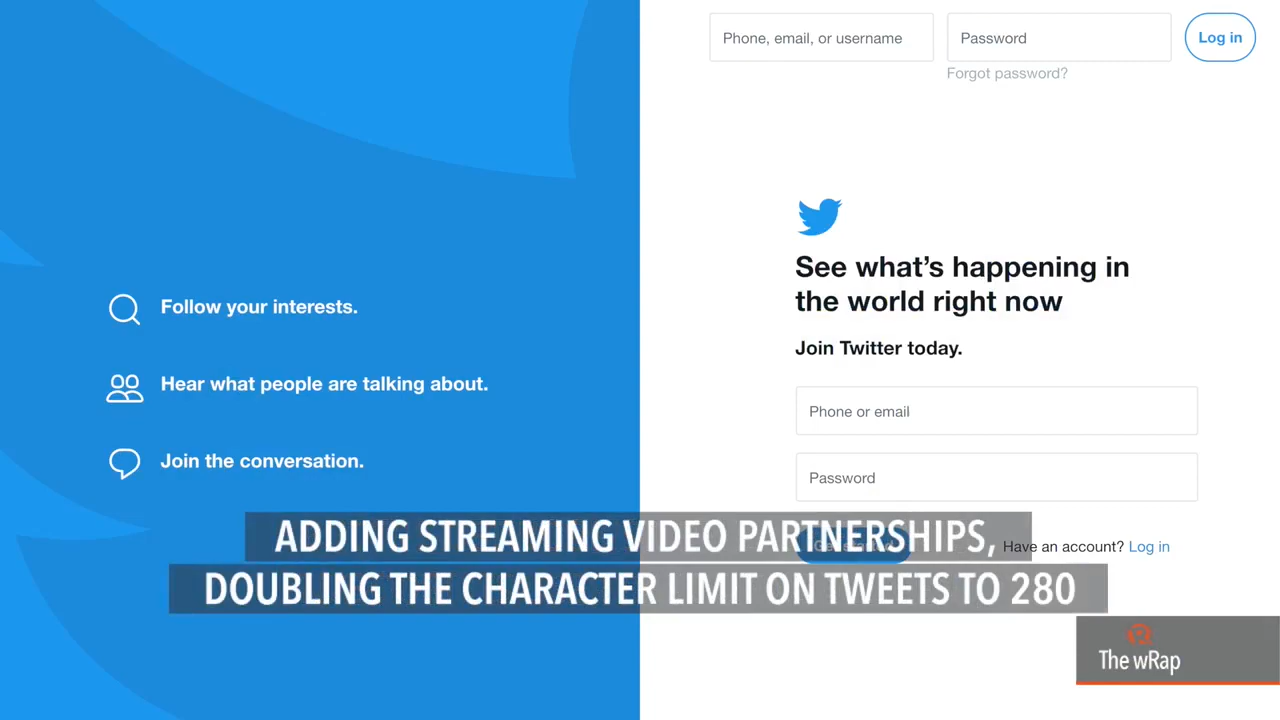 Phone, email, or username
Password
Log in
Forgot password?
See what's happening in
the world right now
Join Twitter today.
Phone or email
Password
Have an account? Log in
Follow your interests.
Hear what people are talking about.
Join the conversation.
ADDING STREAMING VIDEO PARTNERSHIPS,
DOUBLING THE CHARACTER LIMIT ON TWEETS TO 280
The wRap